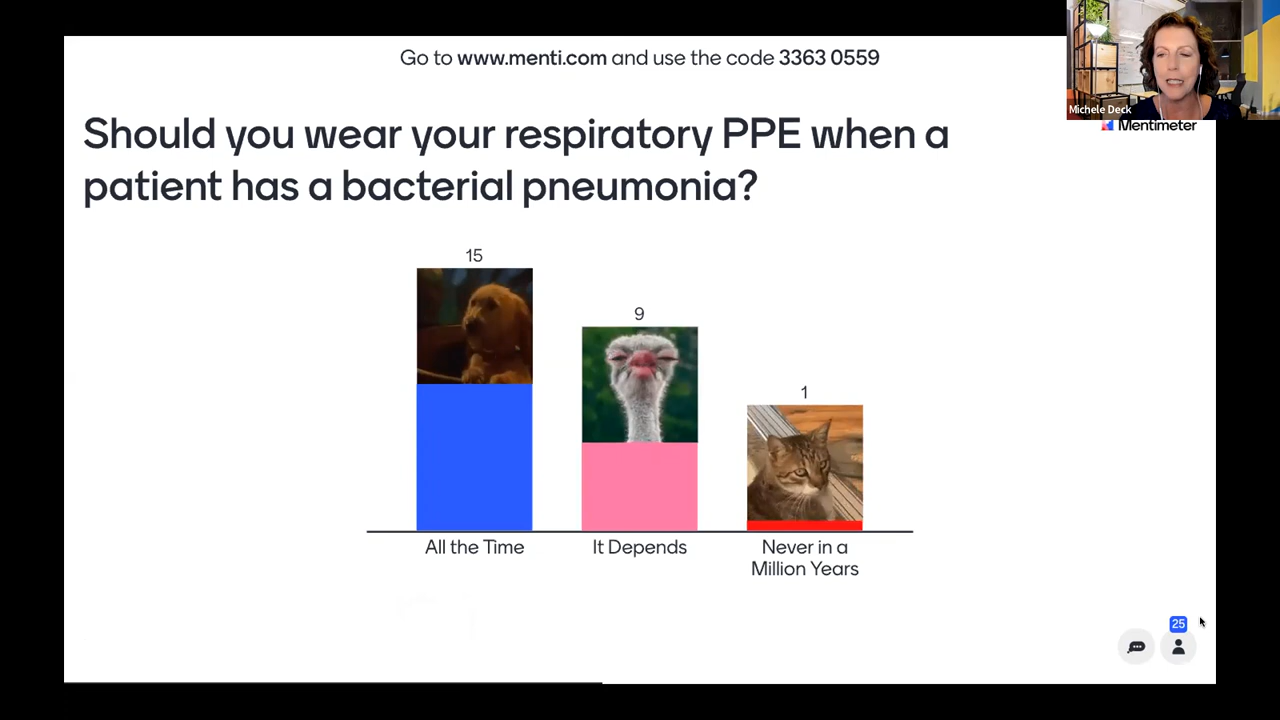 Go to www.menti.com and use the code 3363 0559
Michele Deck
Mentimeter
Should you wear your respiratory PPE when a
patient has a bacterial pneumonia?
15
9
1
All the Time
It Depends
Never in a
Million Years
25